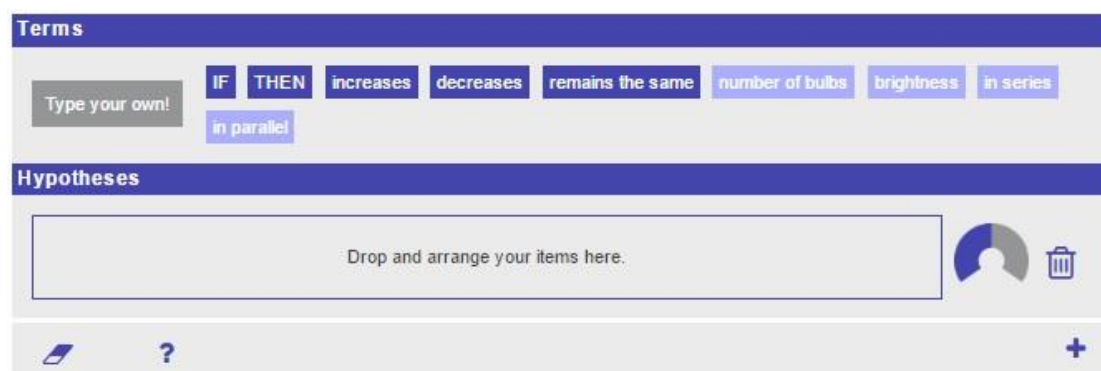 Terms
Type your own! IF THEN increases decreases remains the same number of bulbs brightness in series
in parallel
Hypotheses
Drop and arrange your items here.
?
+